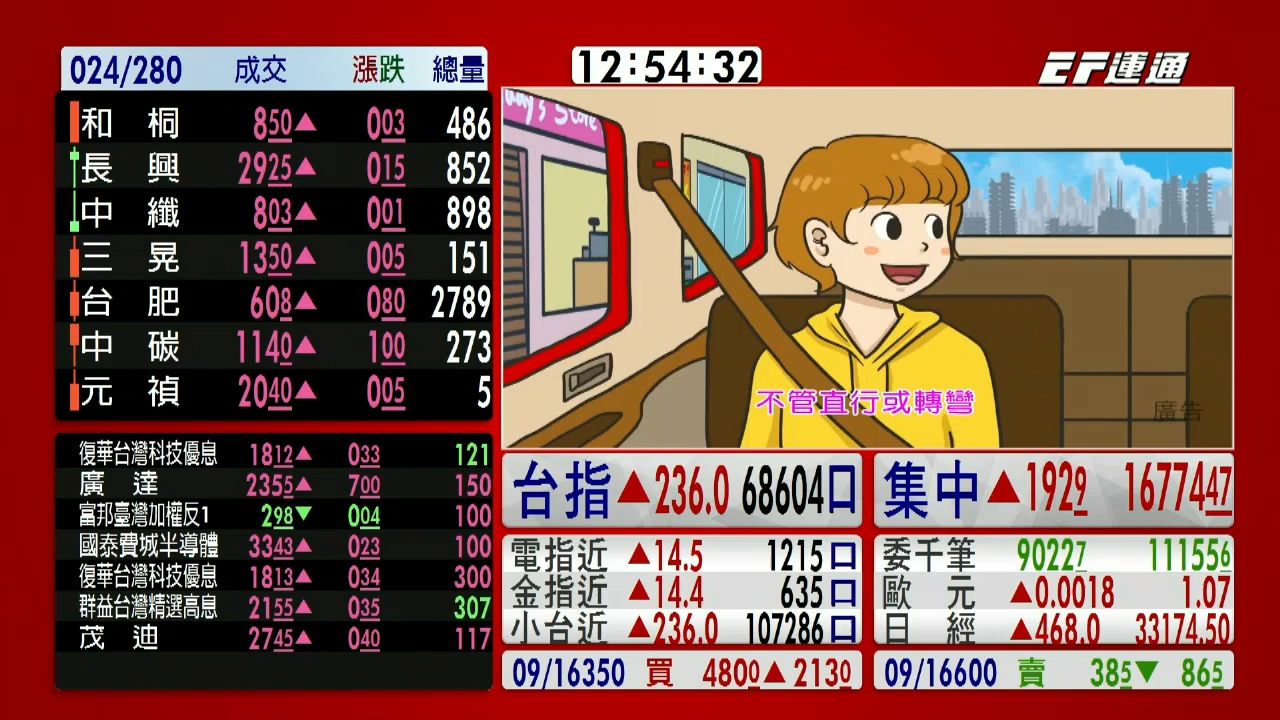 024/280 成交 漲跌 總量
和桐 850▲ 003 486
長興 2925▲ 015 852
中纖 803▲ 001 898
三晃 1350▲ 005 151
台肥 608▲ 080 2789
中碳 1140▲ 100 273
元禎 2040▲ 005 5
復華台灣科技優息 1812▲ 033 121
廣達 2355▲ 700 150
富邦臺灣加權反1 298▼ 004 100
國泰費城半導體 3343▲ 023 100
復華台灣科技優息 1813▲ 034 300
群益台灣精選高息 2155▲ 035 307
茂迪 2745▲ 040 117
12:54:32
EF運通
way's Store
不管直行或轉彎
廣告
台指▲236.0 68604口
集中▲1929 1677447
電指近 ▲14.5 1215口
金指近 ▲14.4 635口
小台近 ▲236.0 107286口
委千筆 902277 111556
歐元 ▲0.0018 1.07
日經 ▲468.0 33174.50
09/16350 買 4800▲2130
09/16600 賣 385▼ 865